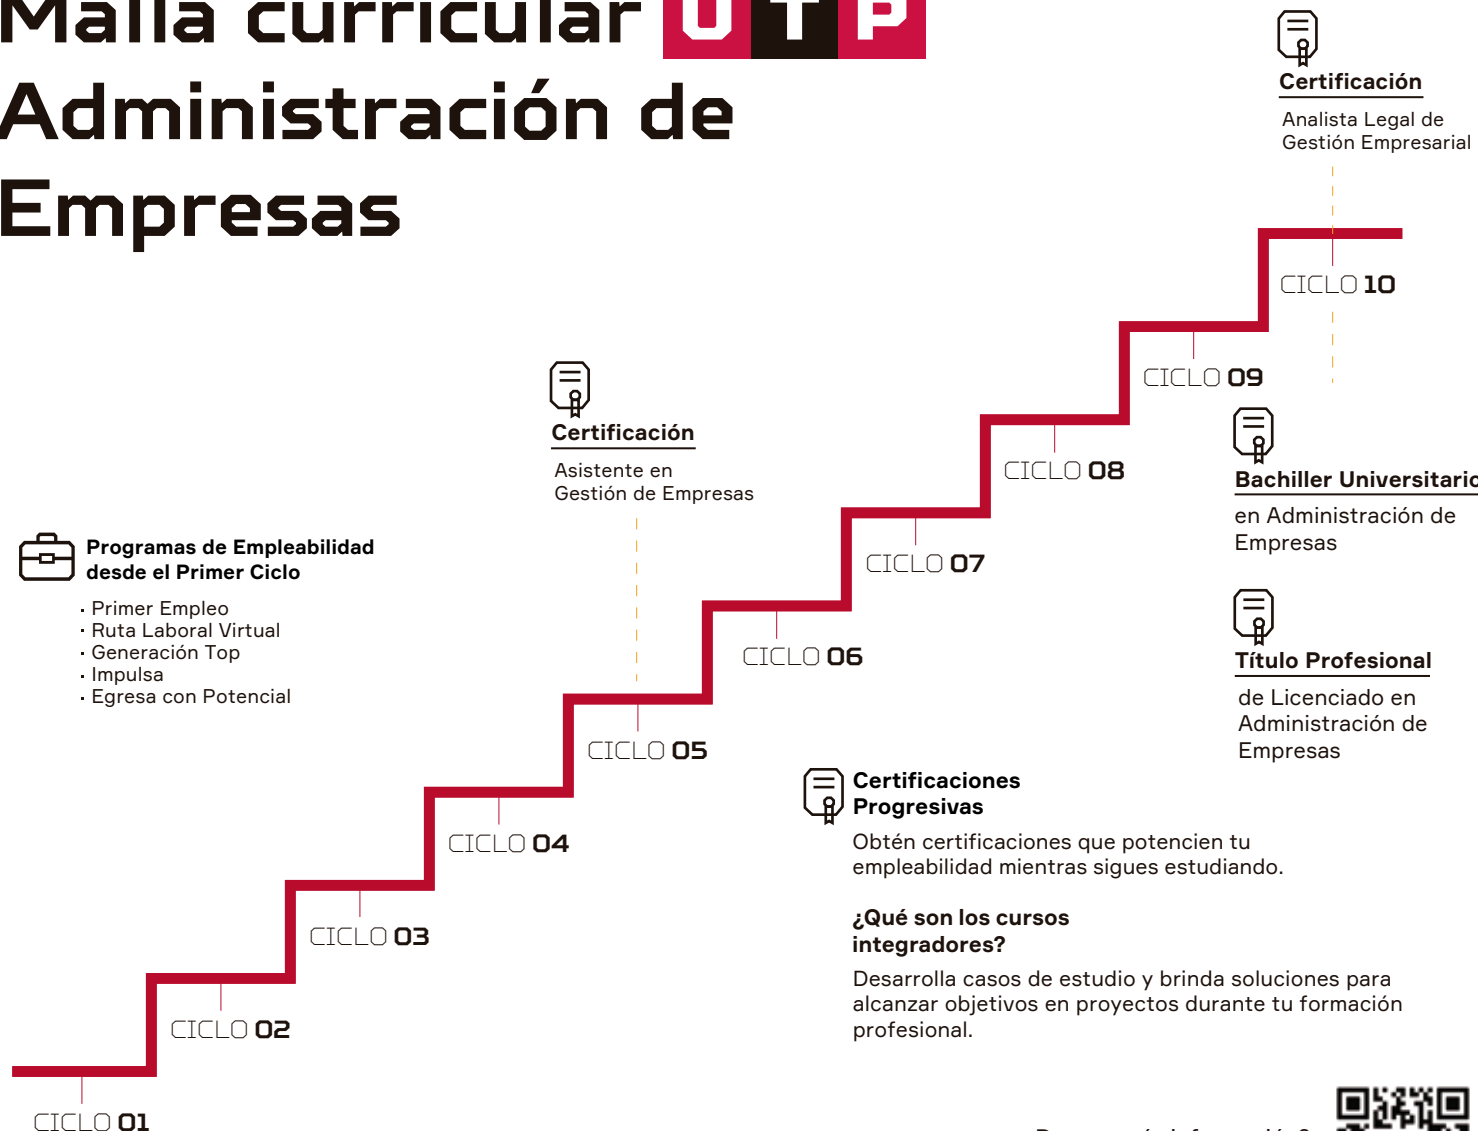 Malla curricular UTP
Administración de
Empresas
Certificación
Analista Legal de
Gestión Empresarial
CICLO 10
CICLO 09
CICLO 08
CICLO 07
CICLO 06
CICLO 05
CICLO 04
CICLO 03
CICLO 02
CICLO 01
Certificación
Asistente en
Gestión de Empresas
Programas de Empleabilidad
desde el Primer Ciclo
· Primer Empleo
· Ruta Laboral Virtual
· Generación Top
· Impulsa
· Egresa con Potencial
Bachiller Universitario
en Administración de
Empresas
Título Profesional
de Licenciado en
Administración de
Empresas
Certificaciones
Progresivas
Obtén certificaciones que potencien tu
empleabilidad mientras sigues estudiando.
¿Qué son los cursos
integradores?
Desarrolla casos de estudio y brinda soluciones para
alcanzar objetivos en proyectos durante tu formación
profesional.